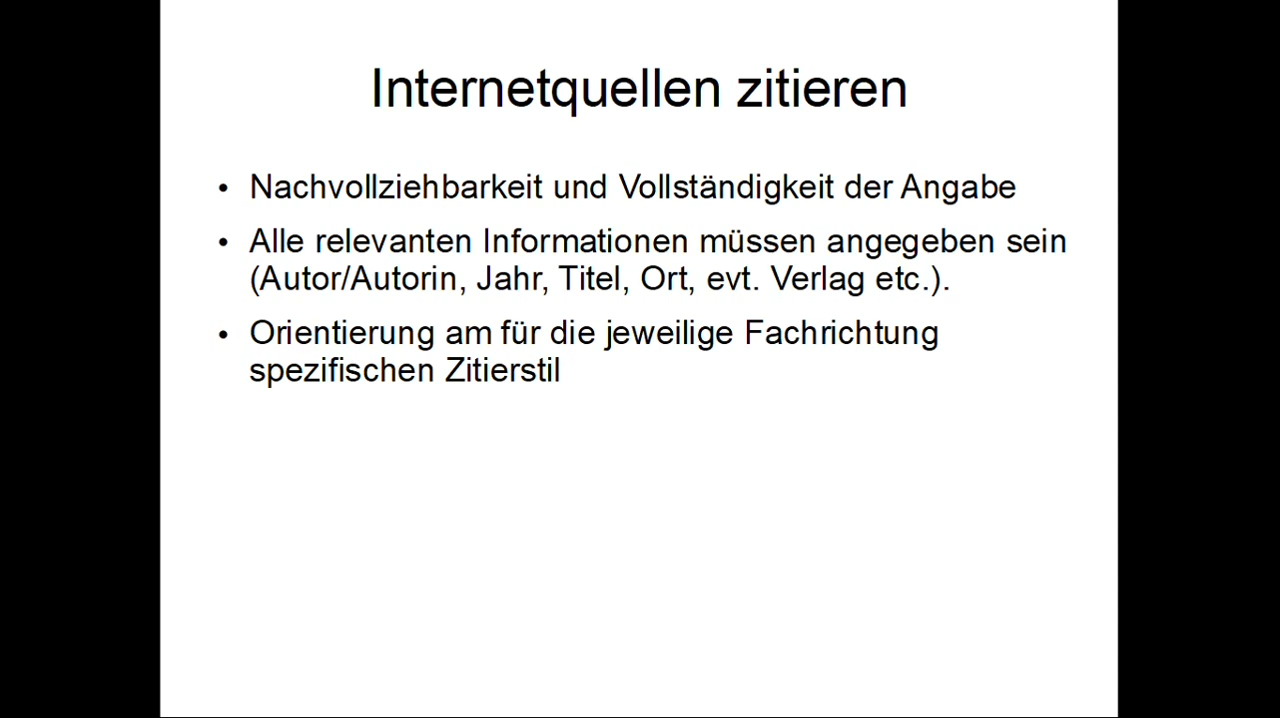 Internetquellen zitieren
• Nachvollziehbarkeit und Vollständigkeit der Angabe
• Alle relevanten Informationen müssen angegeben sein
(Autor/Autorin, Jahr, Titel, Ort, evt. Verlag etc.).
• Orientierung am für die jeweilige Fachrichtung
spezifischen Zitierstil